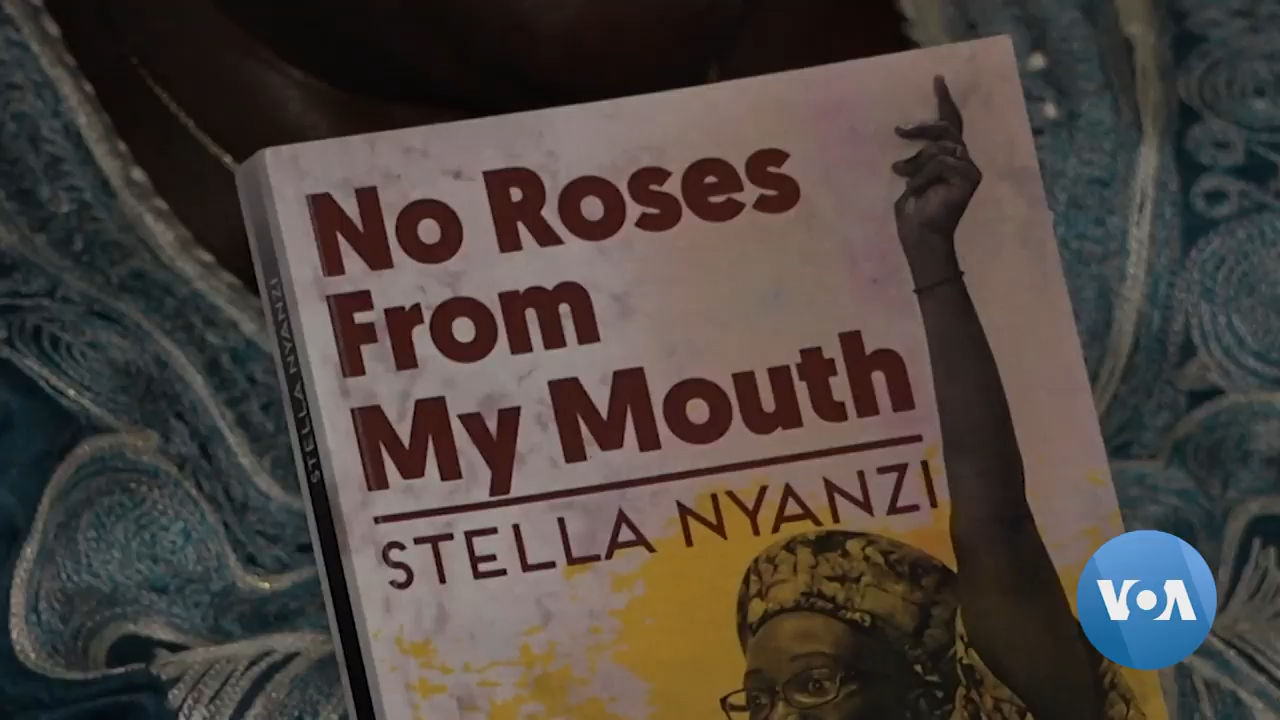 No Roses
From
My Mouth
STELLA NYANZI
STELLA NYANZI
VOA